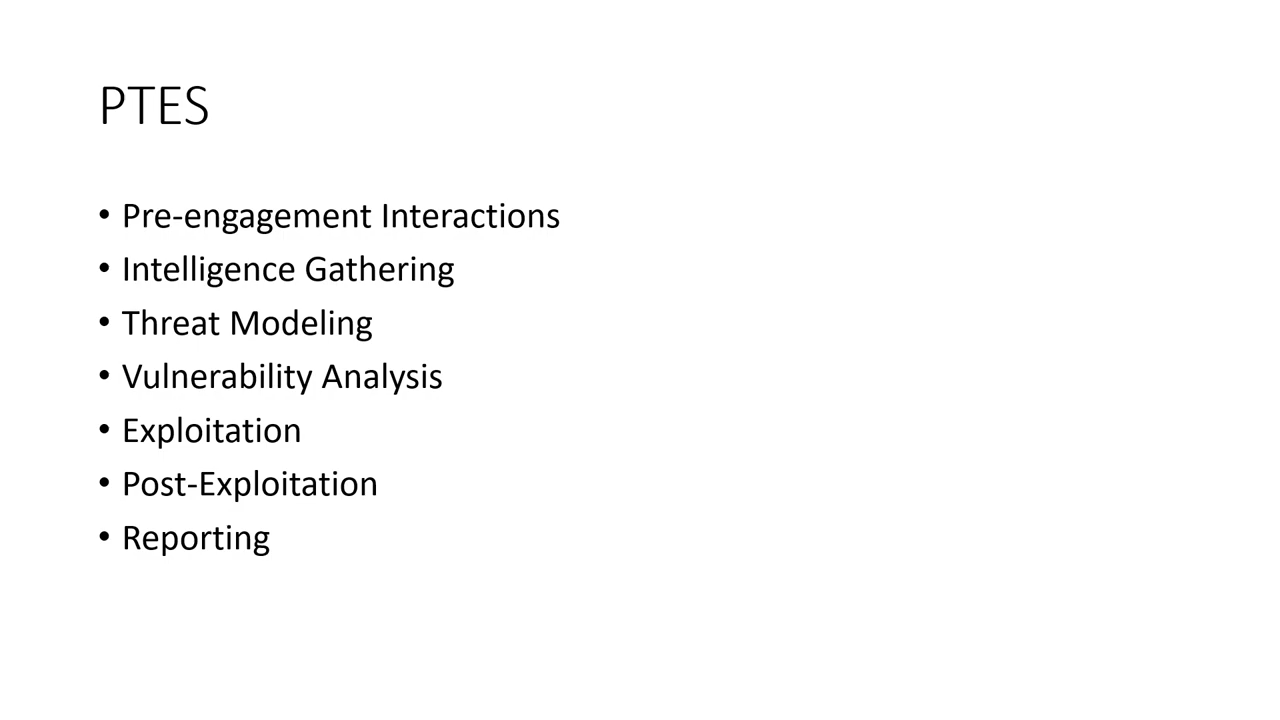 PTES
• Pre-engagement Interactions
• Intelligence Gathering
• Threat Modeling
• Vulnerability Analysis
• Exploitation
• Post-Exploitation
• Reporting